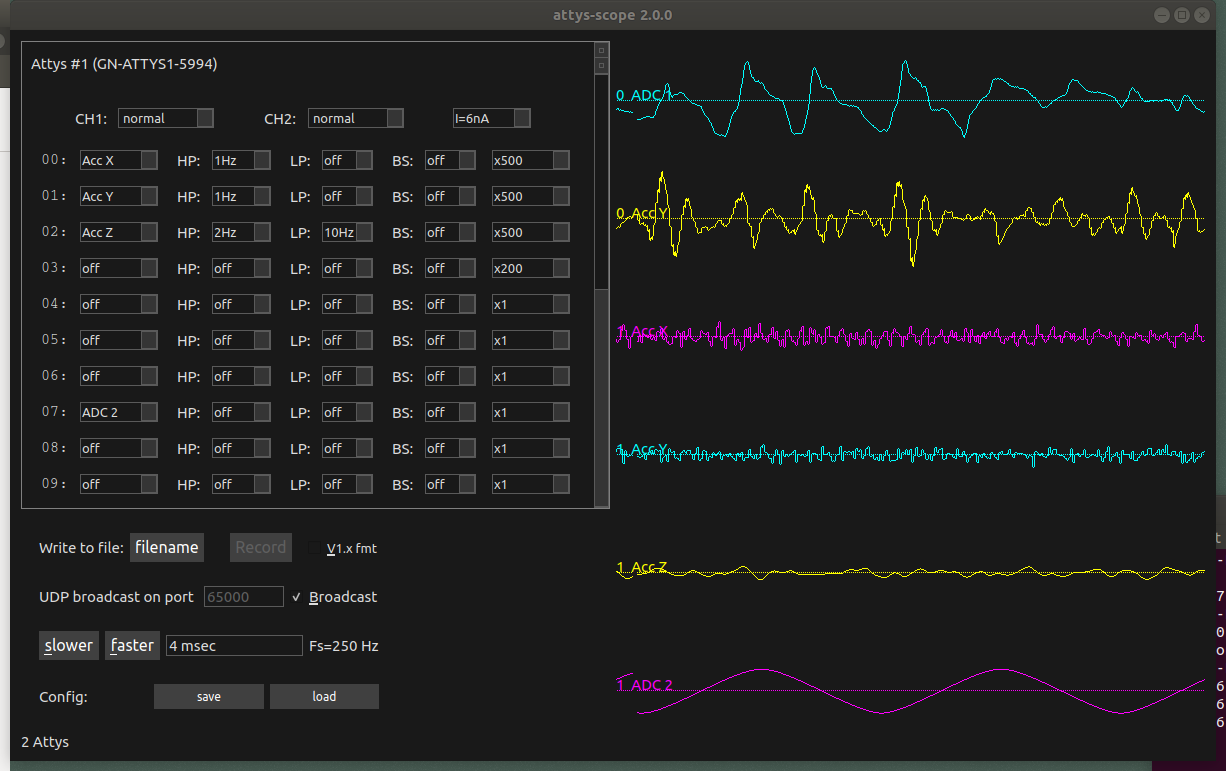 attys-scope 2.0.0
Attys #1 (GN-ATTYS1-5994)
CH1: normal CH2: normal I=6nA
00: Acc X HP: 1Hz LP: off BS: off x500
01: Acc Y HP: 1Hz LP: off BS: off x500
02: Acc Z HP: 2Hz LP: 10Hz BS: off x500
03: off HP: off LP: off BS: off x200
04: off HP: off LP: off BS: off x1
05: off HP: off LP: off BS: off x1
06: off HP: off LP: off BS: off x1
07: ADC 2 HP: off LP: off BS: off x1
08: off HP: off LP: off BS: off x1
09: off HP: off LP: off BS: off x1
Write to file: filename Record V1.x fmt
UDP broadcast on port 65000 ✓ Broadcast
slower faster 4 msec Fs=250 Hz
Config: save load
2 Attys
0 ADC 1
0 Acc Y
1 Acc X
1 Acc Y
1 Acc Z
1 ADC 2
t
-
7
-
0
o
-
6
6
6